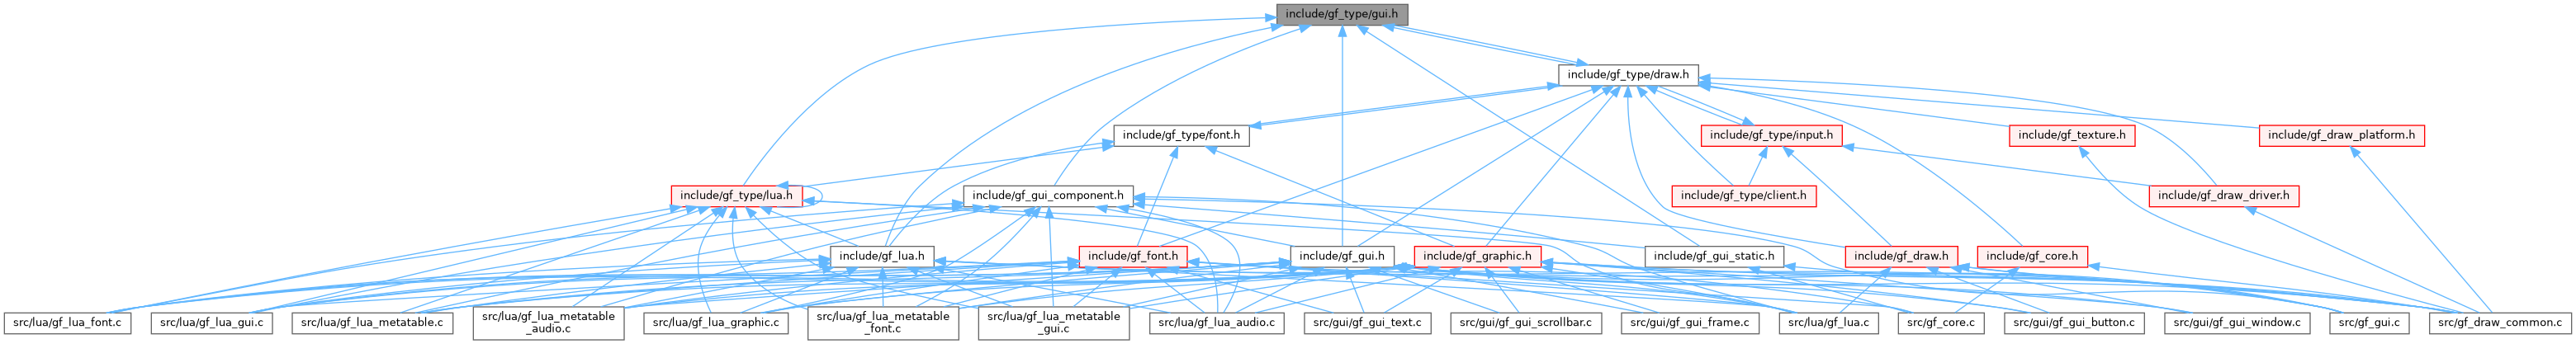 include/gf_type/gui.h
include/gf_type/draw.h
include/gf_type/font.h
include/gf_type/input.h
include/gf_texture.h
include/gf_draw_platform.h
include/gf_type/lua.h
include/gf_gui_component.h
include/gf_type/client.h
include/gf_draw_driver.h
include/gf_lua.h
include/gf_font.h
include/gf_gui.h
include/gf_graphic.h
include/gf_gui_static.h
include/gf_draw.h
include/gf_core.h
src/lua/gf_lua_font.c
src/lua/gf_lua_gui.c
src/lua/gf_lua_metatable.c
src/lua/gf_lua_metatable
_audio.c
src/lua/gf_lua_graphic.c
src/lua/gf_lua_metatable
_font.c
src/lua/gf_lua_metatable
_gui.c
src/lua/gf_lua_audio.c
src/gui/gf_gui_text.c
src/gui/gf_gui_scrollbar.c
src/gui/gf_gui_frame.c
src/lua/gf_lua.c
src/gf_core.c
src/gui/gf_gui_button.c
src/gui/gf_gui_window.c
src/gf_gui.c
src/gf_draw_common.c